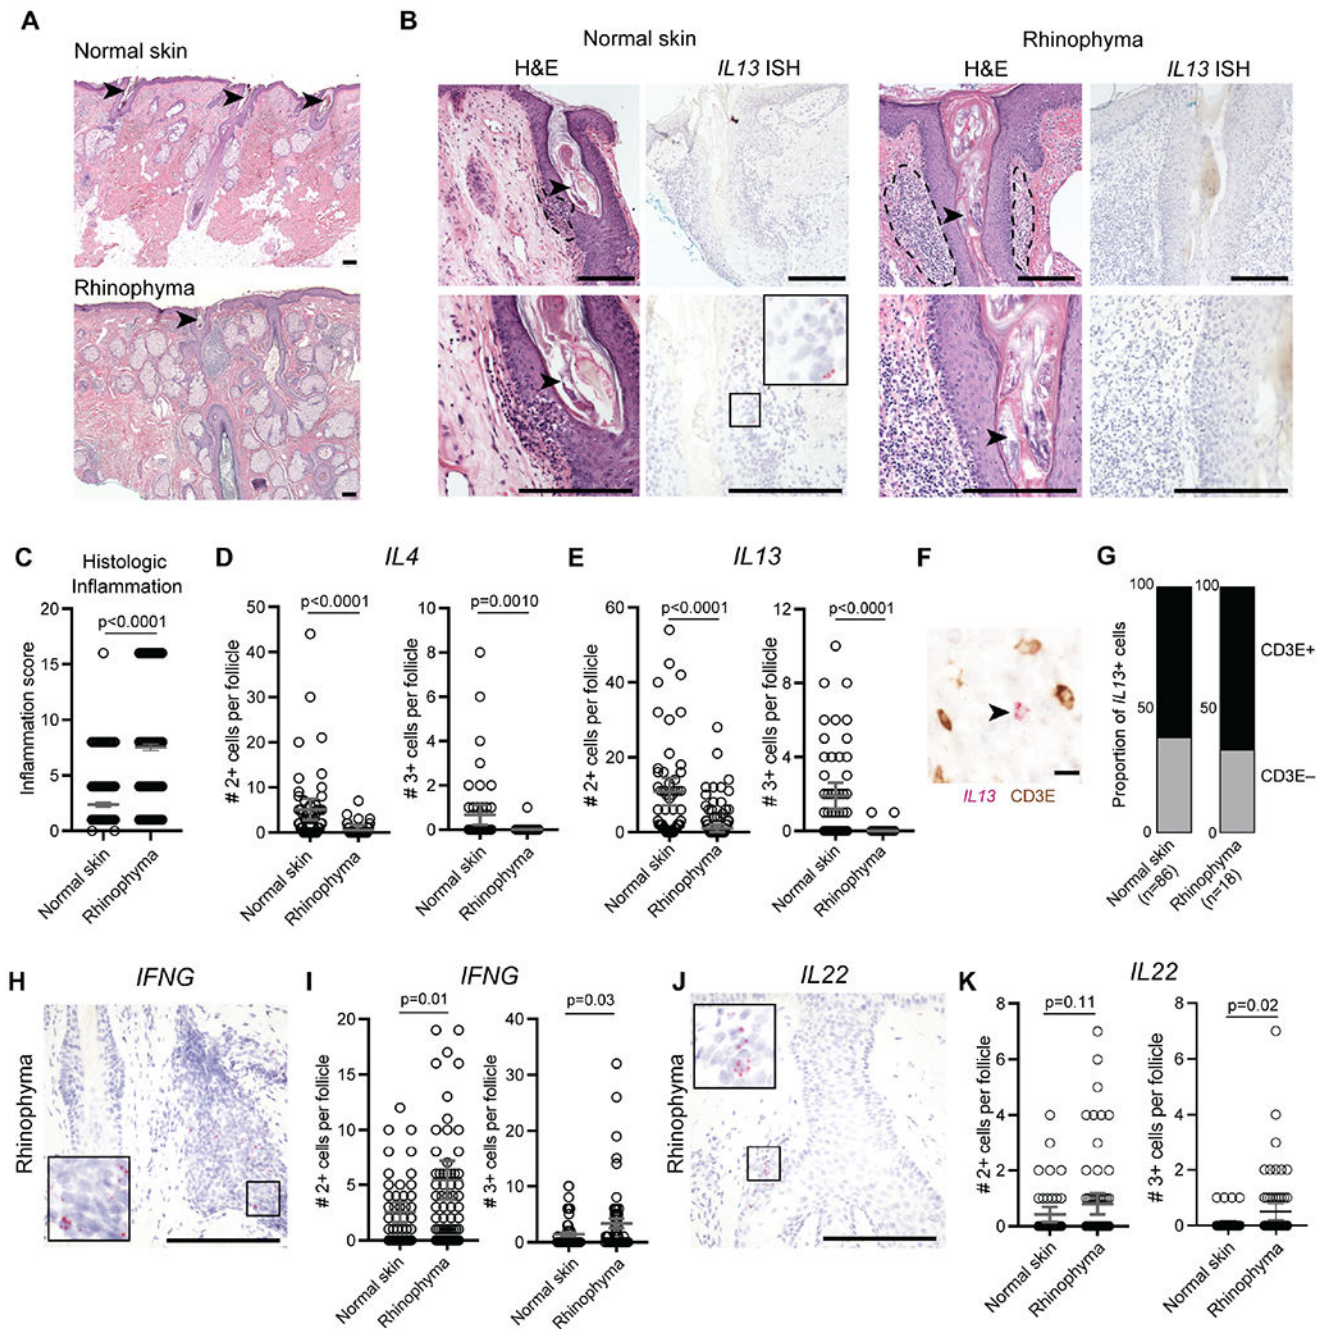 A
Normal skin
Rhinophyma
B
Normal skin
Rhinophyma
H&E
IL13 ISH
H&E
IL13 ISH
C
Histologic
Inflammation
p<0.0001
Inflammation score
20
15
10
5
0
Normal skin
Rhinophyma
D
IL4
p<0.0001
# 2+ cells per follicle
50
40
30
20
10
0
Normal skin
Rhinophyma
p=0.0010
# 3+ cells per follicle
10
8
6
4
2
0
Normal skin
Rhinophyma
E
IL13
p<0.0001
# 2+ cells per follicle
60
40
20
0
Normal skin
Rhinophyma
p<0.0001
# 3+ cells per follicle
12
9
6
3
0
Normal skin
Rhinophyma
F
IL13 CD3E
G
Proportion of IL13+ cells
100
50
0
100
50
0
CD3E+
CD3E–
Normal skin
(n=86)
Rhinophyma
(n=18)
H
IFNG
Rhinophyma
I
IFNG
p=0.01
# 2+ cells per follicle
20
15
10
5
0
Normal skin
Rhinophyma
p=0.03
# 3+ cells per follicle
40
30
20
10
0
Normal skin
Rhinophyma
J
IL22
Rhinophyma
K
IL22
p=0.11
# 2+ cells per follicle
8
6
4
2
0
Normal skin
Rhinophyma
p=0.02
# 3+ cells per follicle
8
6
4
2
0
Normal skin
Rhinophyma